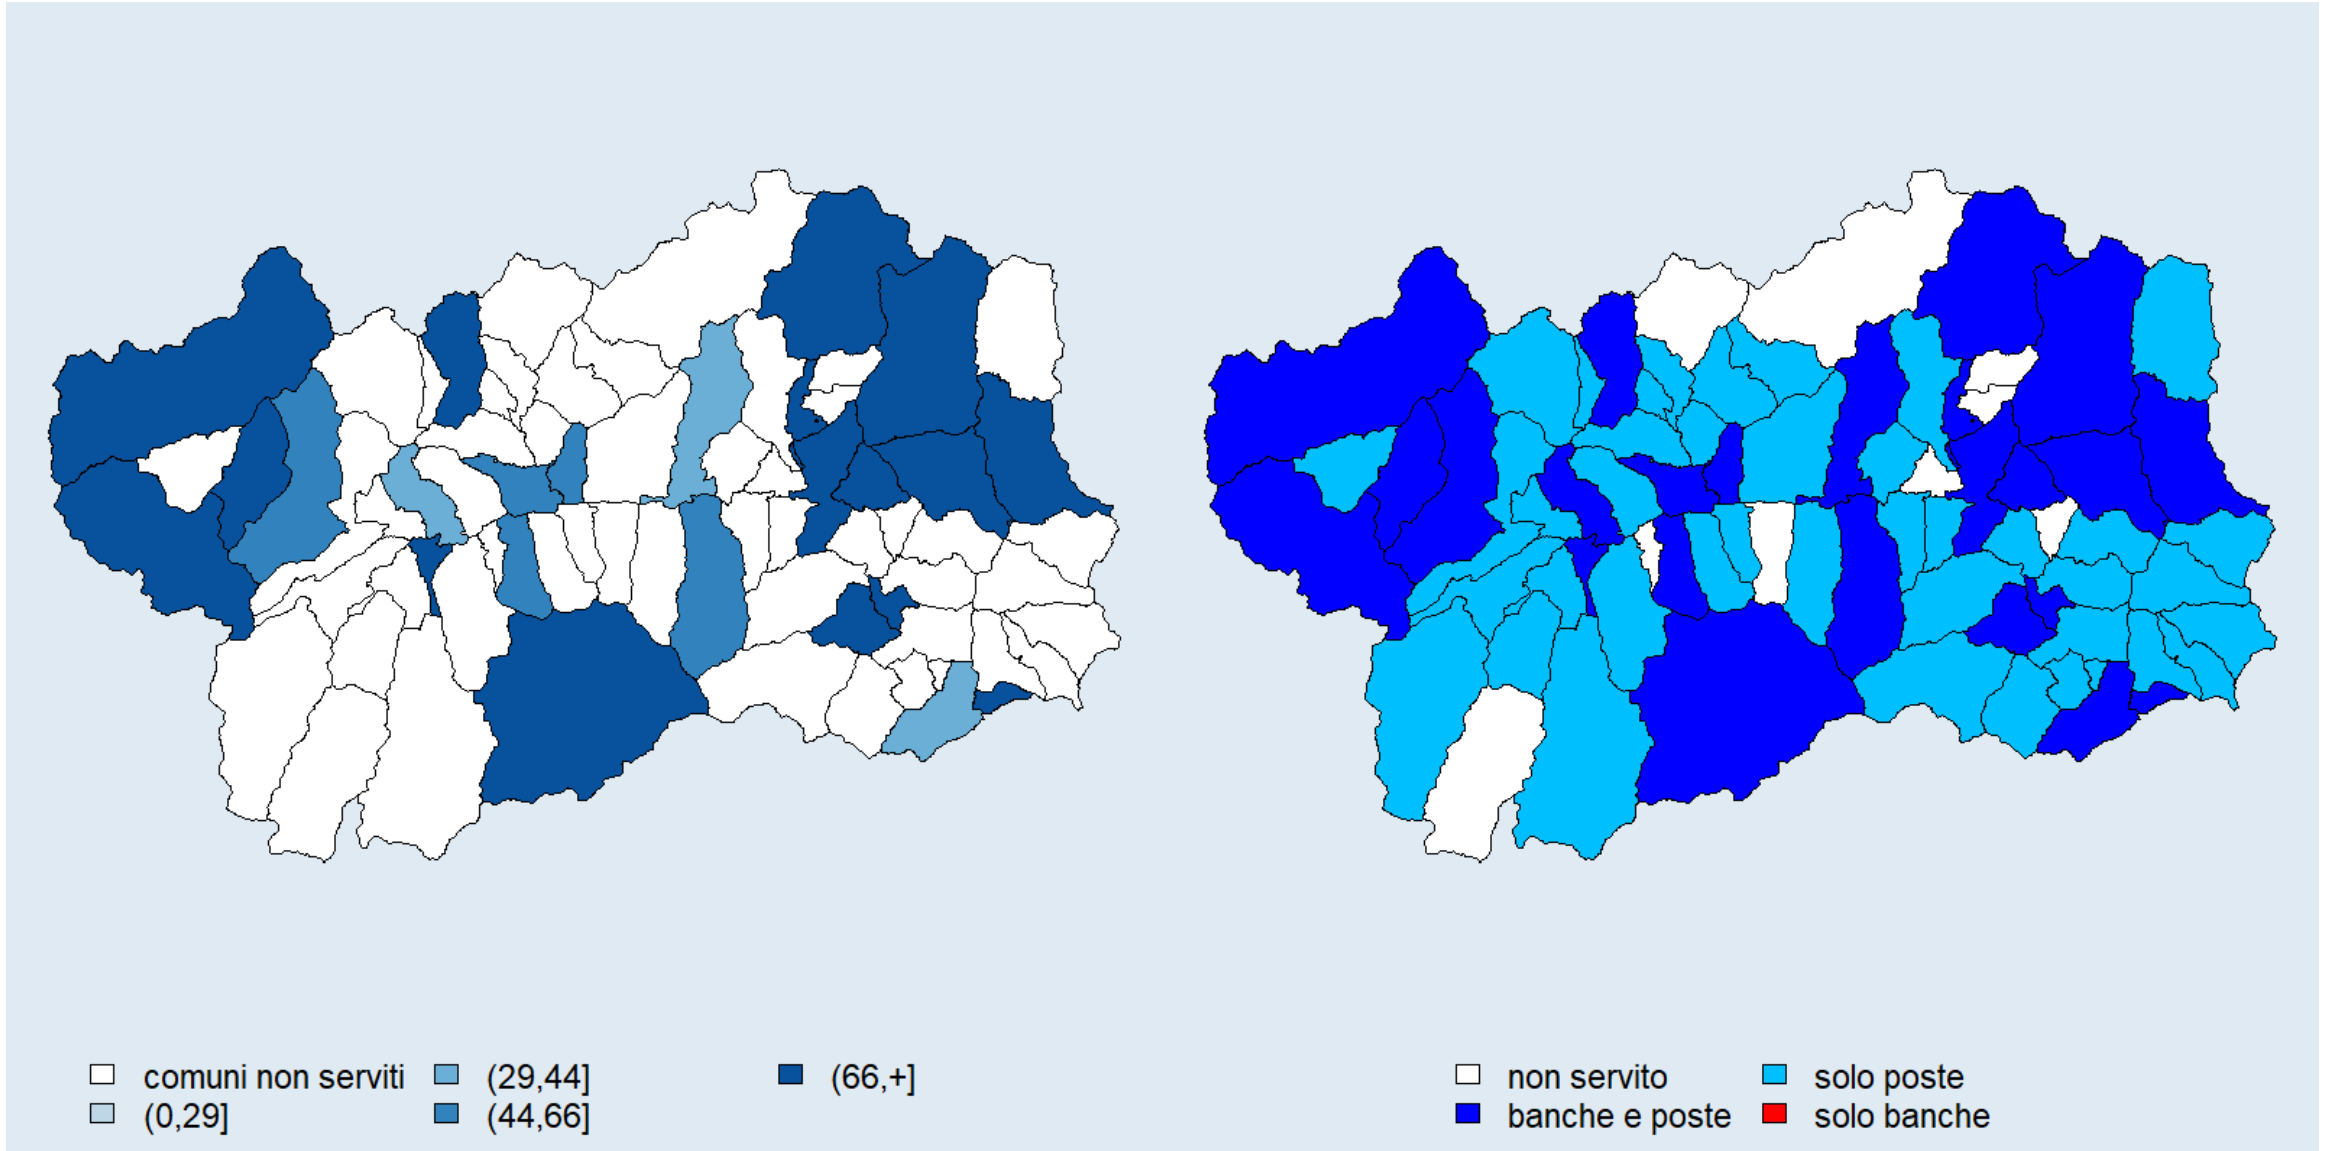 comuni non serviti
(0,29]
(29,44]
(44,66]
(66,+]
non servito
banche e poste
solo poste
solo banche